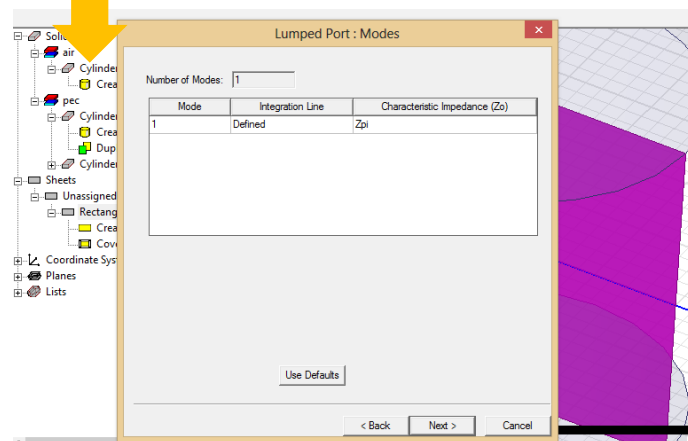 Lumped Port : Modes
Number of Modes: 1
Mode Integration Line Characteristic Impedance (Zo)
1 Defined Zpi
Use Defaults
< Back Next > Cancel
Soli
air
Cylinder
Crea
pec
Cylinder
Crea
Dup
Cylinder
Sheets
Unassigned
Rectang
Crea
Cove
Coordinate Sys
Planes
Lists